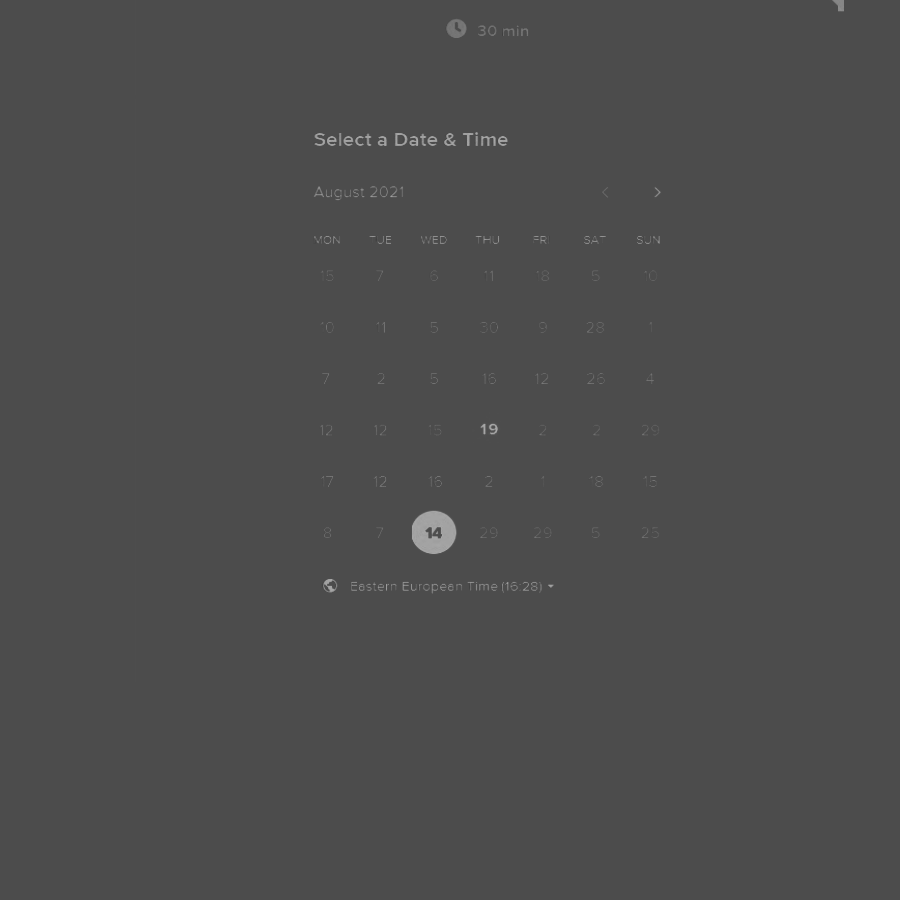 30 min
Select a Date & Time
August 2021
MON TUE WED THU FRI SAT SUN
15 7 6 11 18 5 10
10 11 5 30 9 28 1
7 2 5 16 12 26 4
12 12 15 19 2 2 29
17 12 16 2 1 18 15
8 7 14 29 29 5 25
Eastern European Time (16:28)